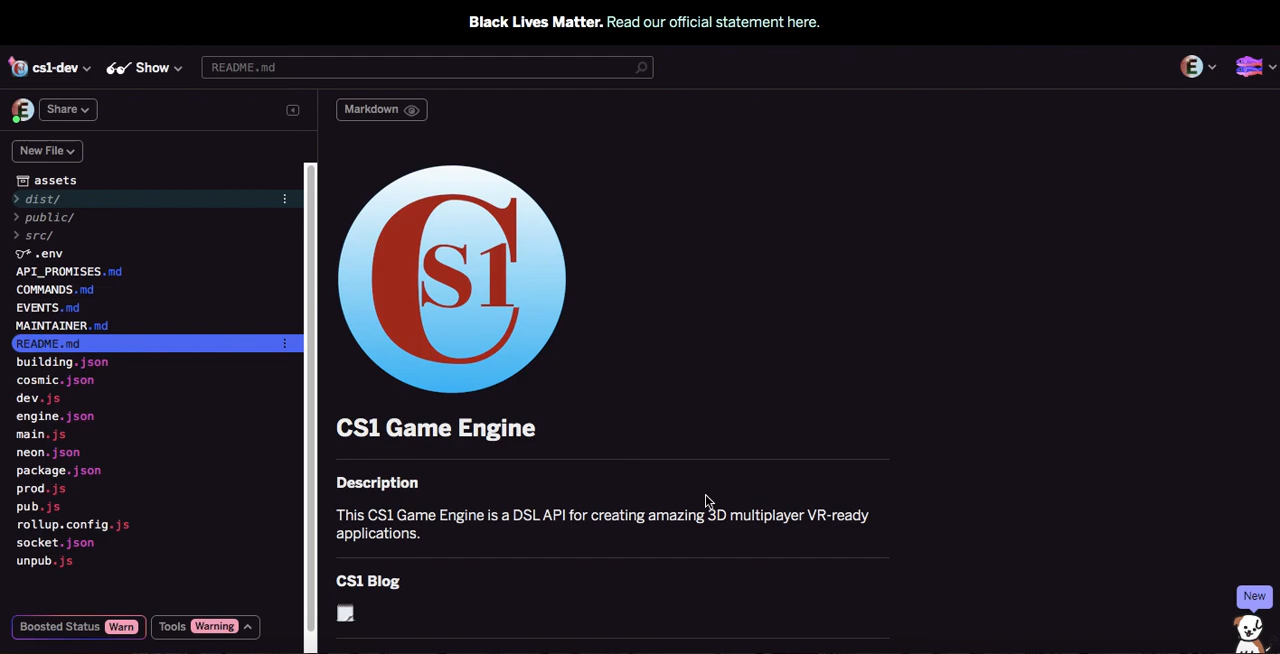 Black Lives Matter. Read our official statement here.
cs1-dev Show README.md E
E Share
Markdown
New File
assets
dist/
public/
src/
.env
API_PROMISES.md
COMMANDS.md
EVENTS.md
MAINTAINER.md
README.md
building.json
cosmic.json
dev.js
engine.json
main.js
neon.json
package.json
prod.js
pub.js
rollup.config.js
socket.json
unpub.js
Boosted Status Warn Tools Warning
CS1
CS1 Game Engine
Description
This CS1 Game Engine is a DSL API for creating amazing 3D multiplayer VR-ready
applications.
CS1 Blog
New